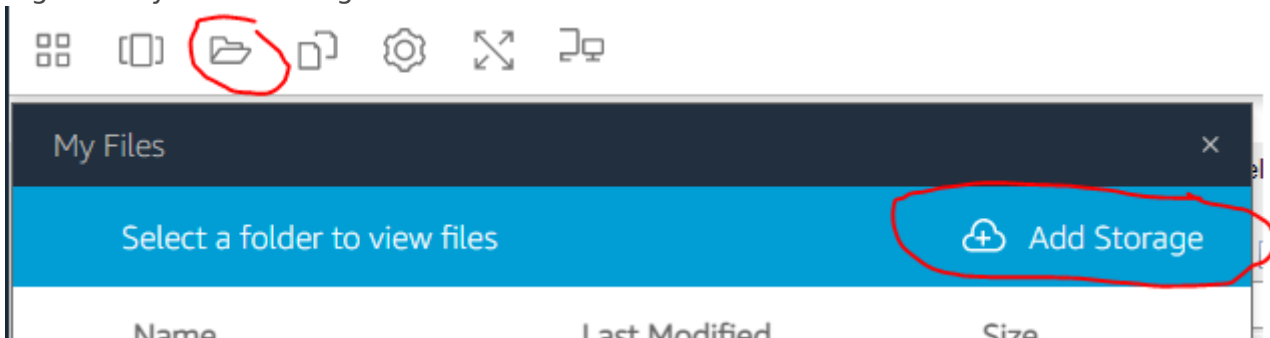 My Files ×
Select a folder to view files
Add Storage
Name Last Modified Size